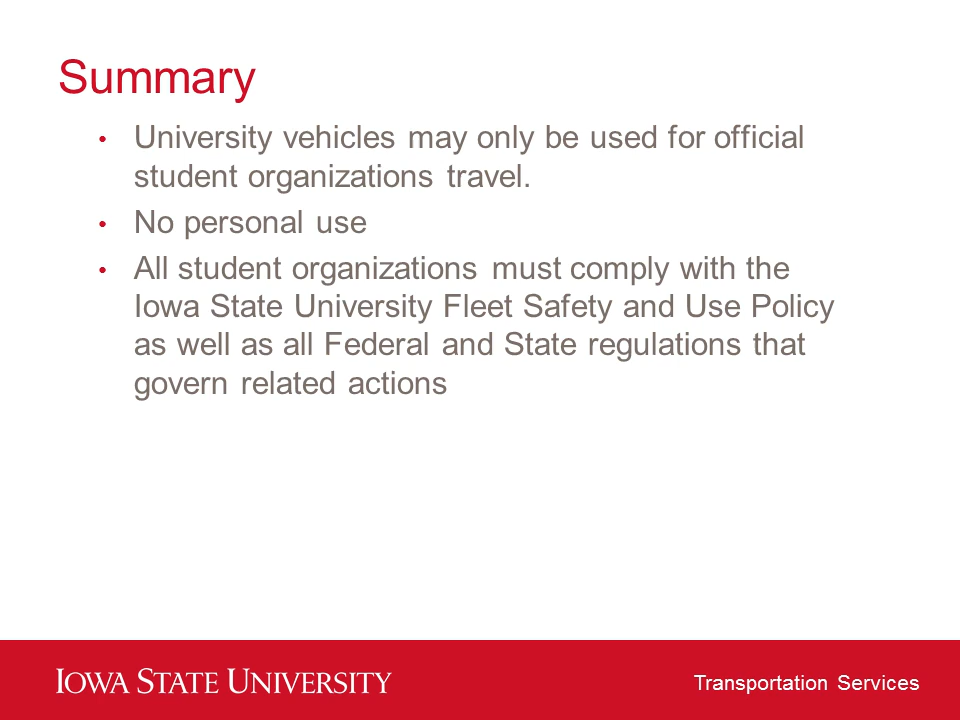 Summary
• University vehicles may only be used for official
student organizations travel.
• No personal use
• All student organizations must comply with the
Iowa State University Fleet Safety and Use Policy
as well as all Federal and State regulations that
govern related actions
IOWA STATE UNIVERSITY
Transportation Services